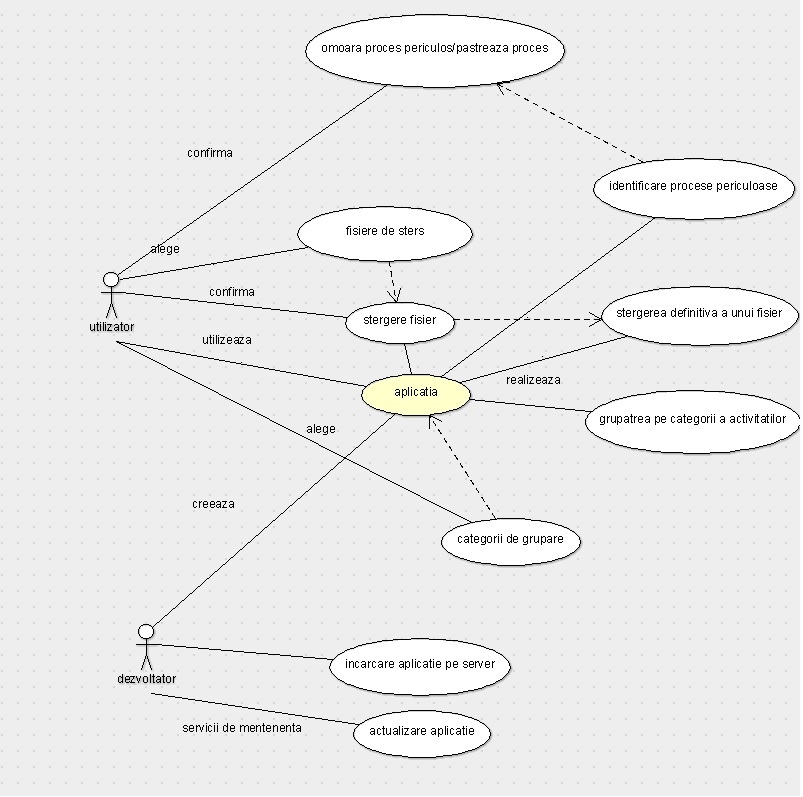 omoara proces periculos/pastreaza proces
confirma
identificare procese periculoase
fisiere de sters
alege
confirma
stergere fisier
stergerea definitiva a unui fisier
utilizator
utilizeaza
realizeaza
aplicatia
grupatrea pe categorii a activitatilor
alege
creeaza
categorii de grupare
incarcare aplicatie pe server
dezvoltator
servicii de mentenenta
actualizare aplicatie